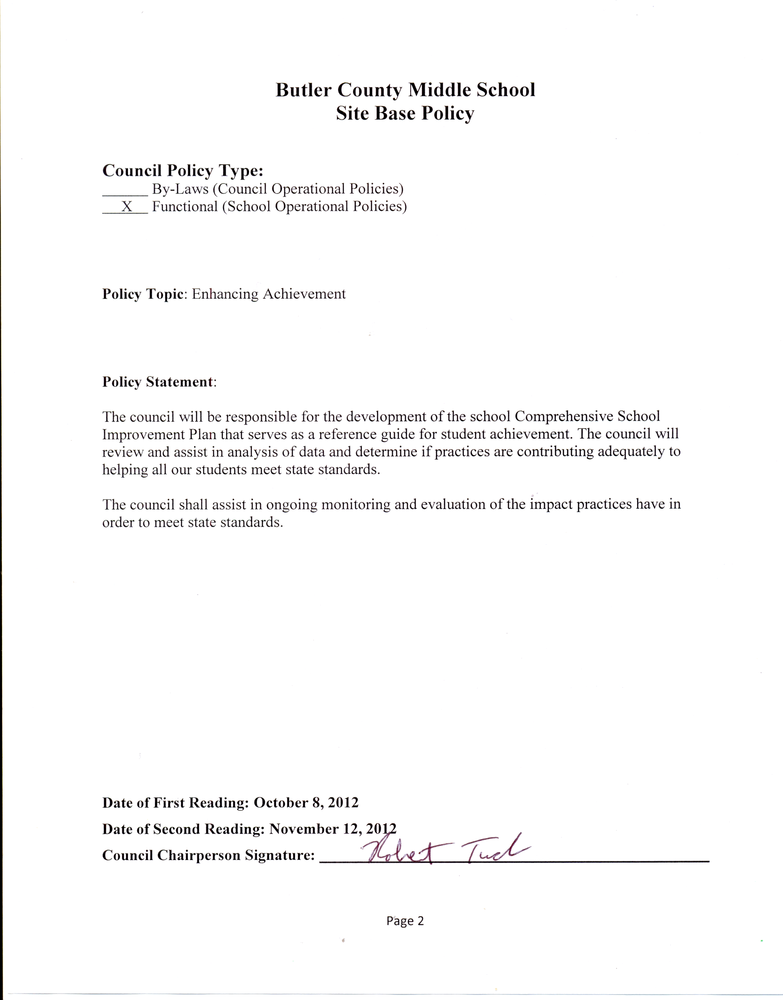 Butler County Middle School
Site Base Policy
Council Policy Type:
______ By-Laws (Council Operational Policies)
__X__ Functional (School Operational Policies)
Policy Topic: Enhancing Achievement
Policy Statement:
The council will be responsible for the development of the school Comprehensive School
Improvement Plan that serves as a reference guide for student achievement. The council will
review and assist in analysis of data and determine if practices are contributing adequately to
helping all our students meet state standards.
The council shall assist in ongoing monitoring and evaluation of the impact practices have in
order to meet state standards.
Date of First Reading: October 8, 2012
Date of Second Reading: November 12, 2012
Council Chairperson Signature: Robert
Page 2